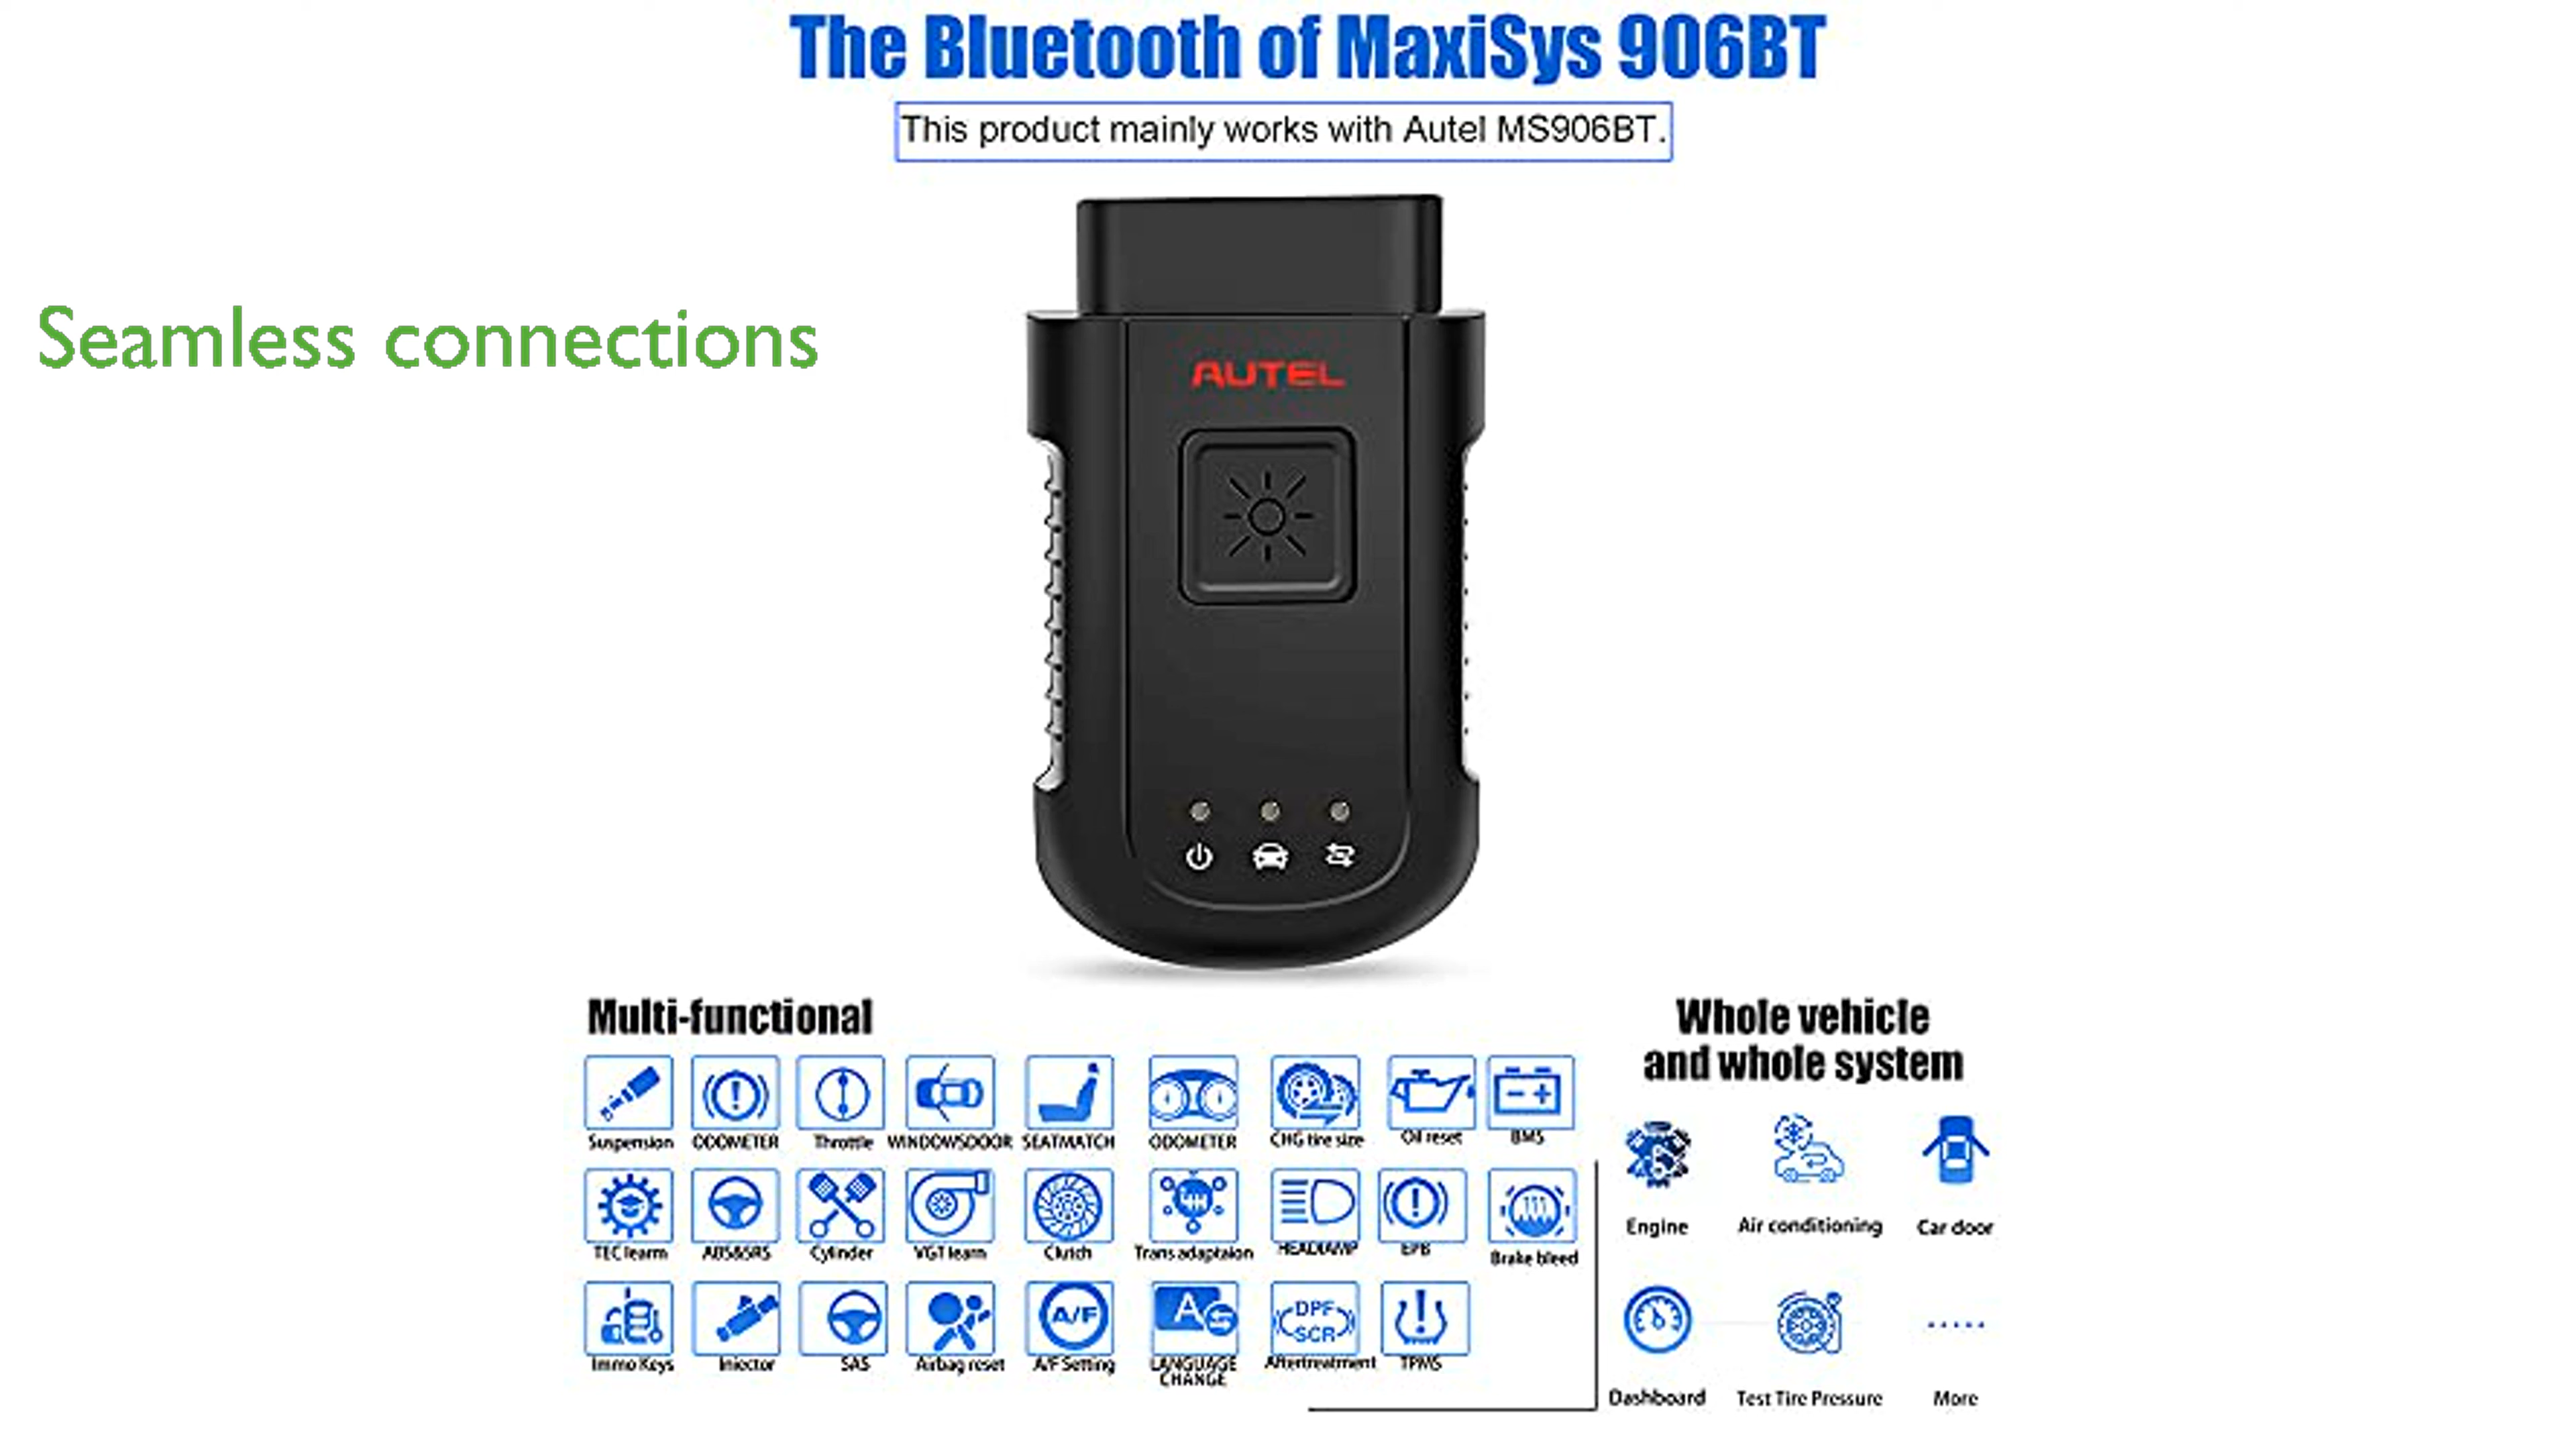 The Bluetooth of MaxiSys 906BT
This product mainly works with Autel MS906BT.
Seamless connections
AUTEL
Multi-functional
Whole vehicle
and whole system
Suspension ODOMETER Throttle WINDOWSDOOR SEATMATCH ODOMETER CHG tire size Oil reset BMS
TEC learm ABS&SRS Cylinder VGT learn Clutch Trans adaptaion HEADLAMP EPB Brake bleed
Immo Keys Injector SAS Airbag reset A/F Setting LANGUAGE CHANGE Aftertreatment TPMS
A/F
A
DPF
SCR
Engine Air conditioning Car door
Dashboard Test Tire Pressure More